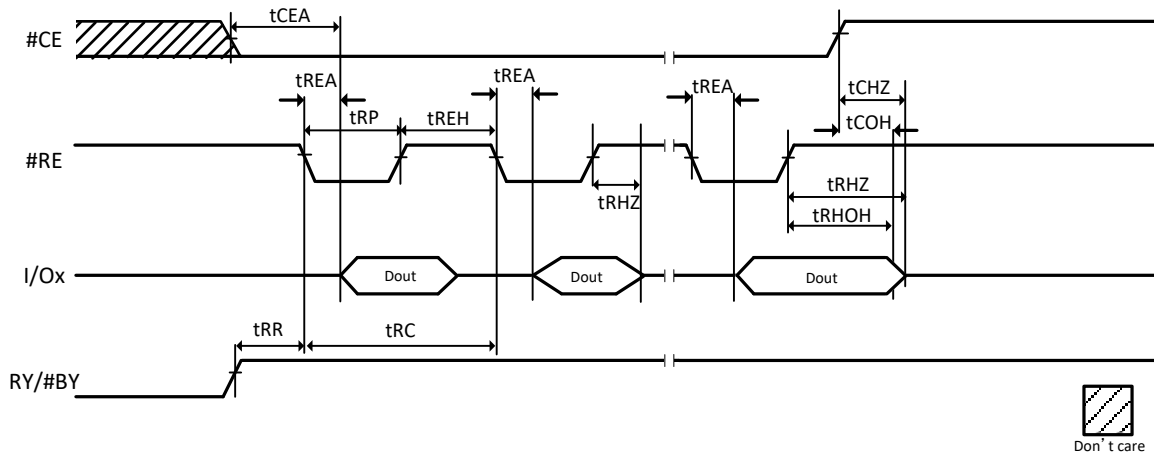 tCEA
#CE
tREA
tREA
tREA
tCHZ
tRP
tREH
tCOH
#RE
tRHZ
tRHZ
tRHOH
I/Ox
Dout
Dout
Dout
tRR
tRC
RY/#BY
Don't care